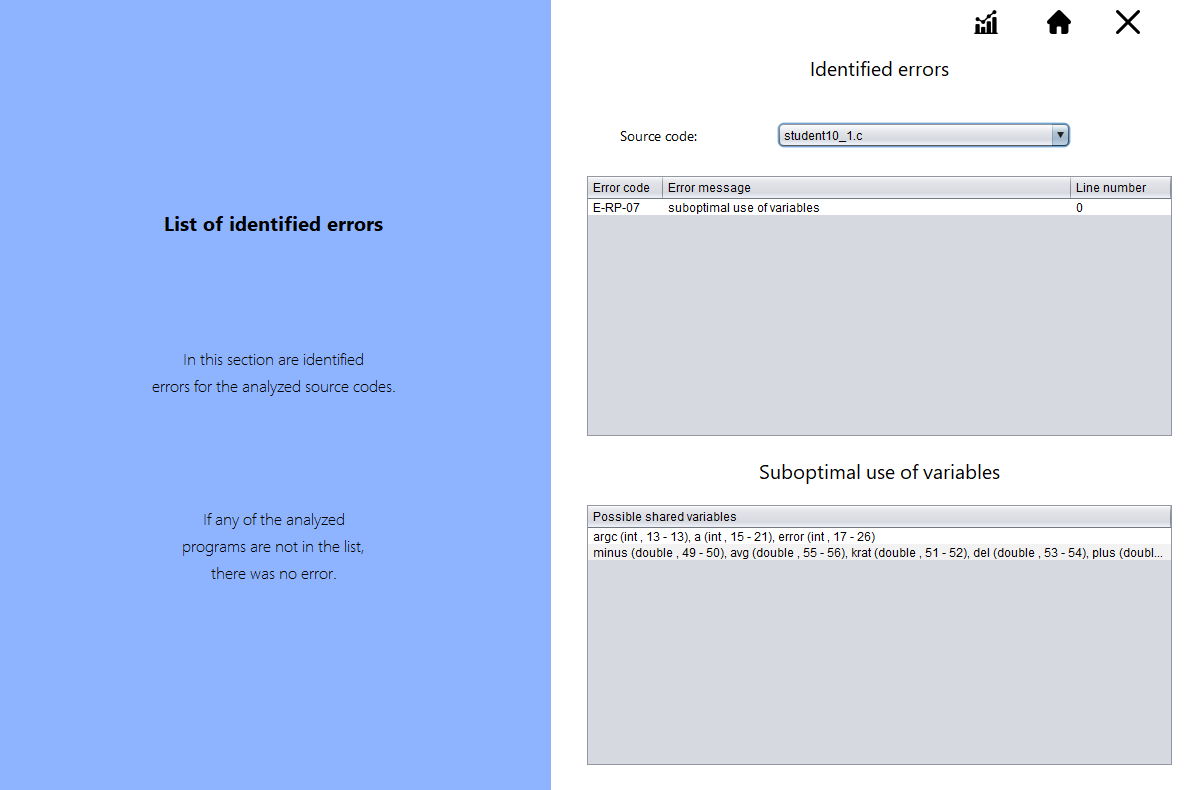 List of identified errors
In this section are identified
errors for the analyzed source codes.
If any of the analyzed
programs are not in the list,
there was no error.
Identified errors
Source code: student10_1.c
Error code Error message Line number
E-RP-07 suboptimal use of variables 0
Suboptimal use of variables
Possible shared variables
argc (int , 13 - 13), a (int , 15 - 21), error (int , 17 - 26)
minus (double , 49 - 50), avg (double , 55 - 56), krat (double , 51 - 52), del (double , 53 - 54), plus (doubl...